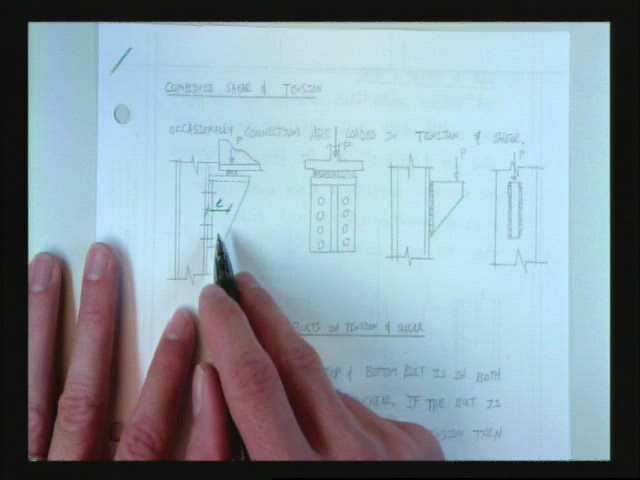 COMBINED SHEAR & TENSION
OCCASIONALLY CONNECTIONS ARE LOADED IN TENSION & SHEAR.
P
P
P
P
e
IN TENSION & SHEAR
TOP & BOTTOM BOLT IS IN BOTH
SHEAR. IF THE BOLT IS
TENSION THEN